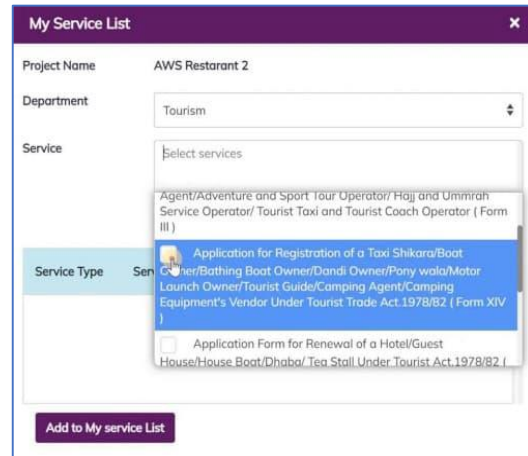 My Service List ×
Project Name AWS Restarant 2
Department Tourism
Service Select services
Agent/Adventure and Sport Tour Operator/ Hajj and Ummrah
Service Operator/ Tourist Taxi and Tourist Coach Operator ( Form
III )
Application for Registration of a Taxi Shikara/Boat
Owner/Bathing Boat Owner/Dandi Owner/Pony wala/Motor
Launch Owner/Tourist Guide/Camping Agent/Camping
Equipment's Vendor Under Tourist Trade Act.1978/82 ( Form XIV
)
Application Form for Renewal of a Hotel/Guest
House/House Boat/Dhaba/ Tea Stall Under Tourist Act.1978/82 (
Service Type Ser
Add to My service List